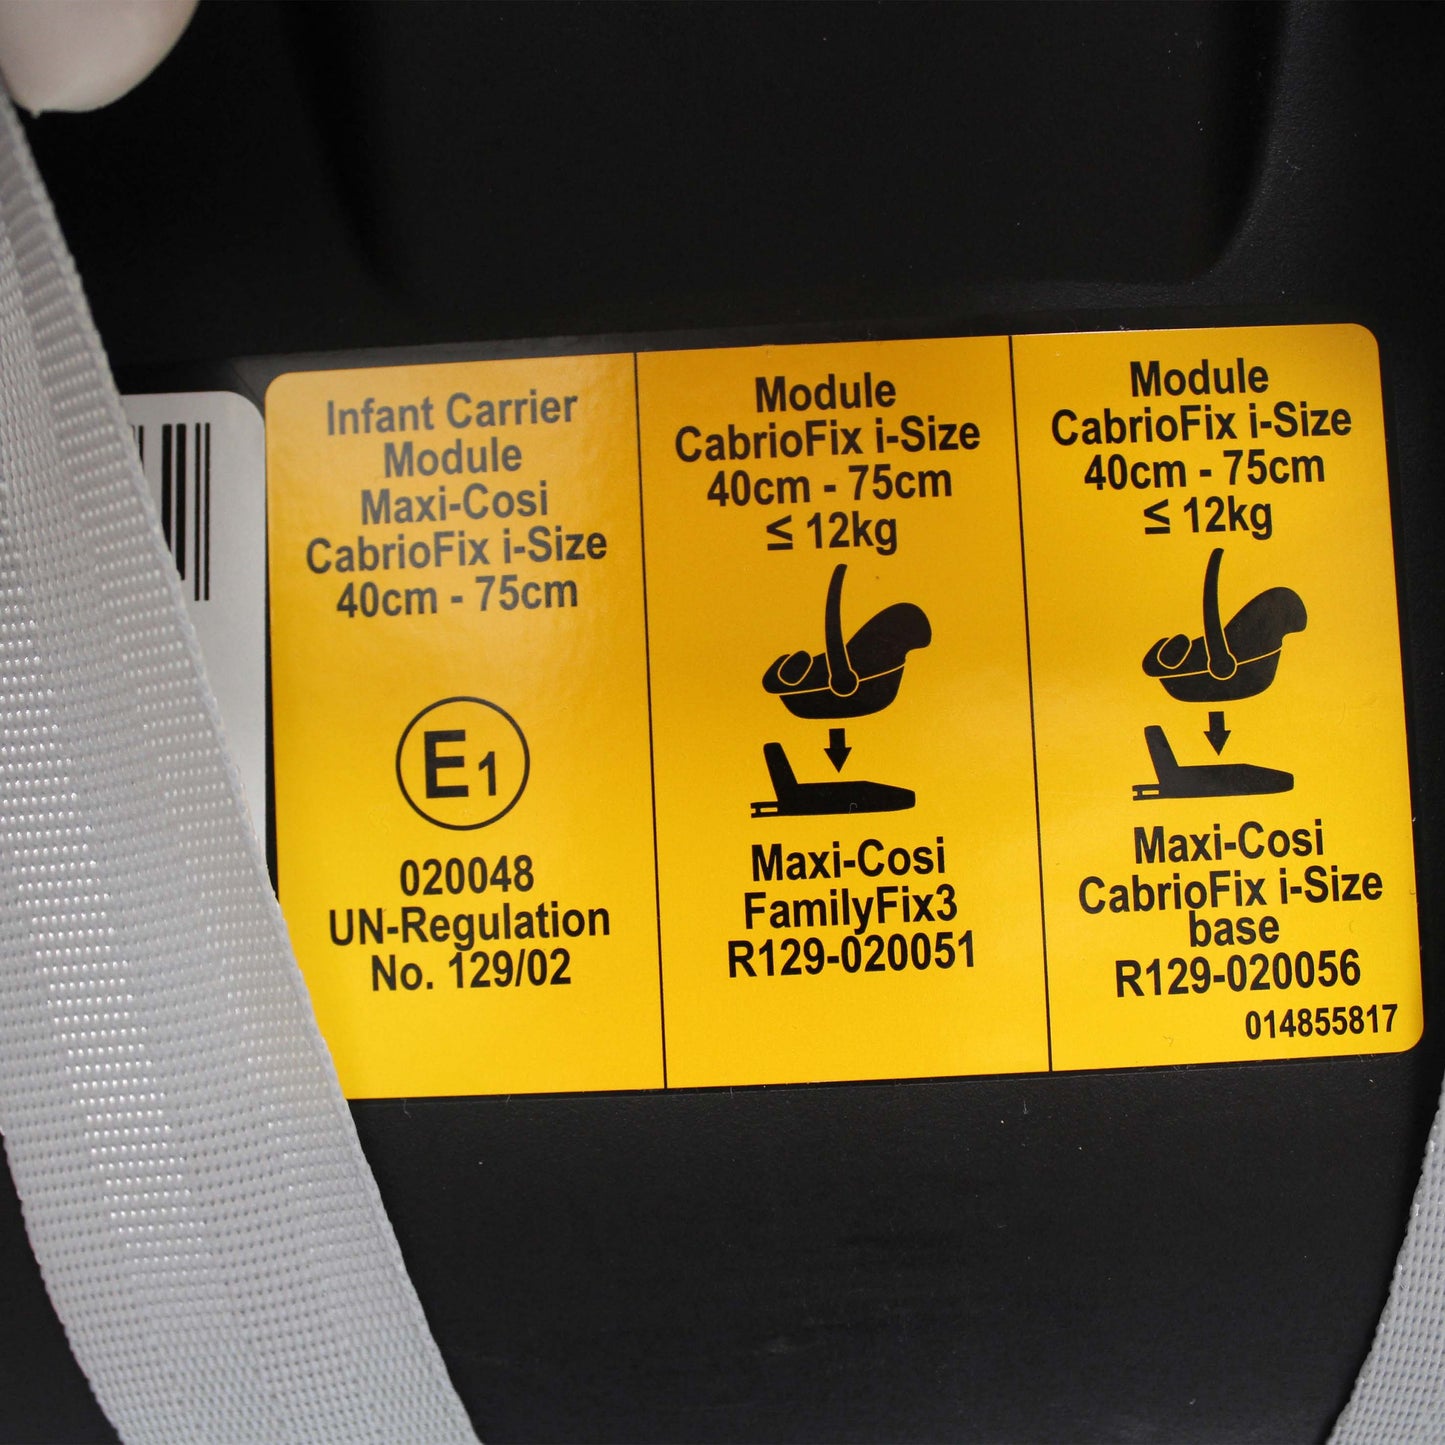 Infant Carrier
Module
Maxi-Cosi
CabrioFix i-Size
40cm - 75cm
E1
020048
UN-Regulation
No. 129/02
Module
CabrioFix i-Size
40cm - 75cm
≤ 12kg
Maxi-Cosi
FamilyFix3
R129-020051
Module
CabrioFix i-Size
40cm - 75cm
≤ 12kg
Maxi-Cosi
CabrioFix i-Size
base
R129-020056
014855817